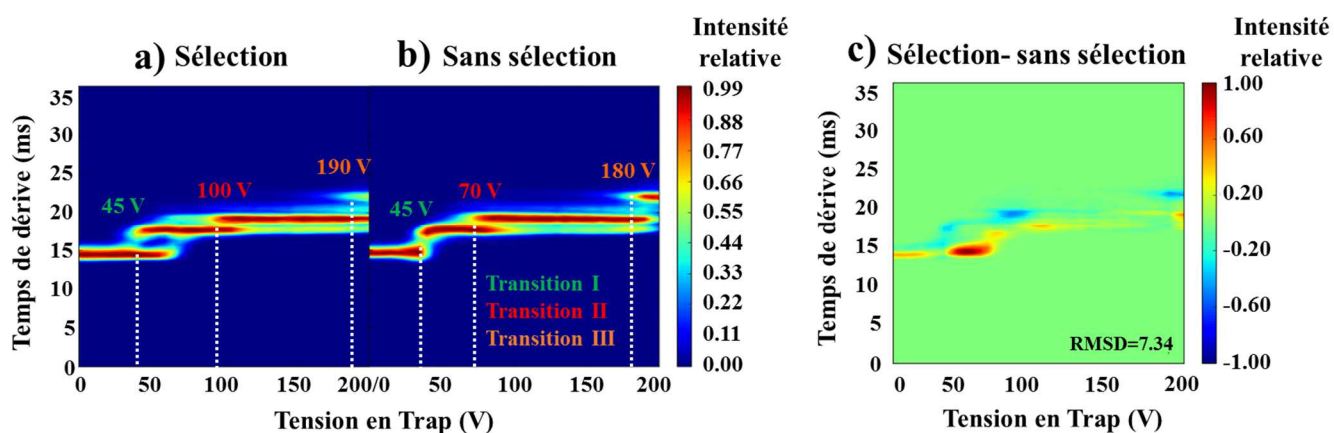 a) Sélection
b) Sans sélection
Intensité
relative
c) Sélection- sans sélection
Intensité
relative
Temps de dérive (ms)
35
30
25
20
15
10
5
0
45 V
100 V
190 V
45 V
70 V
180 V
Transition I
Transition II
Transition III
0.99
0.88
0.77
0.66
0.55
0.44
0.33
0.22
0.11
0.00
0 50 100 150 200/0 50 100 150 200
Tension en Trap (V)
Temps de dérive (ms)
35
30
25
20
15
10
5
0
RMSD=7.34
1.00
0.60
0.20
-0.20
-0.60
-1.00
0 50 100 150 200
Tension en Trap (V)